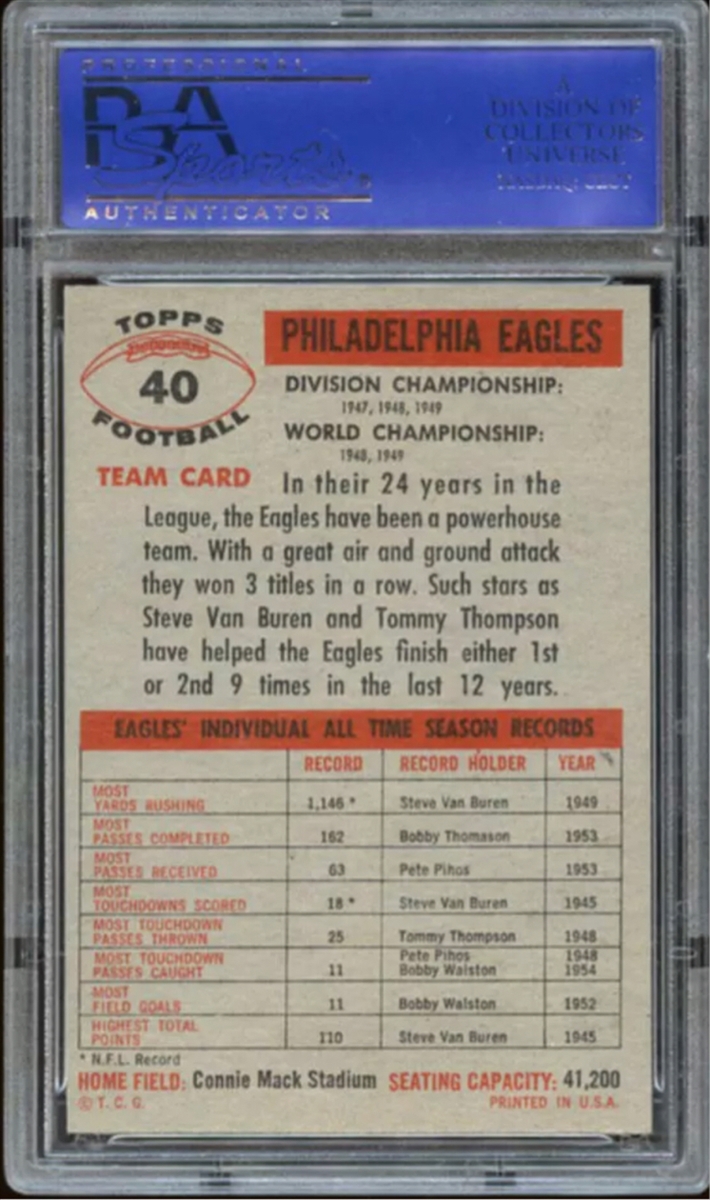 PROFESSIONAL
PSA
Sports
AUTHENTICATOR
A
DIVISION OF
COLLECTORS
UNIVERSE
NASDAQ: CLCT
TOPPS
40
FOOTBALL
PHILADELPHIA EAGLES
DIVISION CHAMPIONSHIP:
1947, 1948, 1949
WORLD CHAMPIONSHIP:
1948, 1949
TEAM CARD In their 24 years in the
League, the Eagles have been a powerhouse
team. With a great air and ground attack
they won 3 titles in a row. Such stars as
Steve Van Buren and Tommy Thompson
have helped the Eagles finish either 1st
or 2nd 9 times in the last 12 years.
EAGLES' INDIVIDUAL ALL TIME SEASON RECORDS
RECORD RECORD HOLDER YEAR
MOST
YARDS RUSHING 1,146 * Steve Van Buren 1949
MOST
PASSES COMPLETED 162 Bobby Thomason 1953
MOST
PASSES RECEIVED 63 Pete Pihos 1953
MOST
TOUCHDOWNS SCORED 18 * Steve Van Buren 1945
MOST TOUCHDOWN
PASSES THROWN 25 Tommy Thompson 1948
MOST TOUCHDOWN Pete Pihos 1948
PASSES CAUGHT 11 Bobby Walston 1954
MOST
FIELD GOALS 11 Bobby Walston 1952
HIGHEST TOTAL
POINTS 110 Steve Van Buren 1945
* N.F.L. Record
HOME FIELD: Connie Mack Stadium SEATING CAPACITY: 41,200
© T. C. G. PRINTED IN U.S.A.